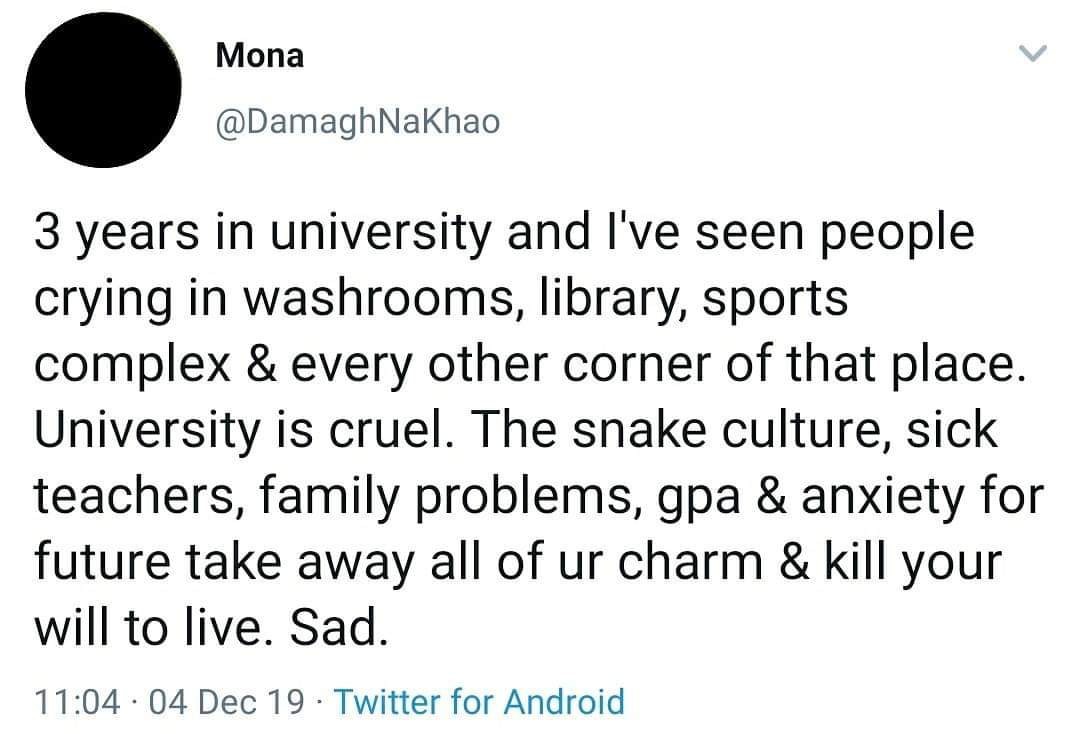 Mona
@DamaghNaKhao
3 years in university and I've seen people
crying in washrooms, library, sports
complex & every other corner of that place.
University is cruel. The snake culture, sick
teachers, family problems, gpa & anxiety for
future take away all of ur charm & kill your
will to live. Sad.
11:04 · 04 Dec 19 · Twitter for Android